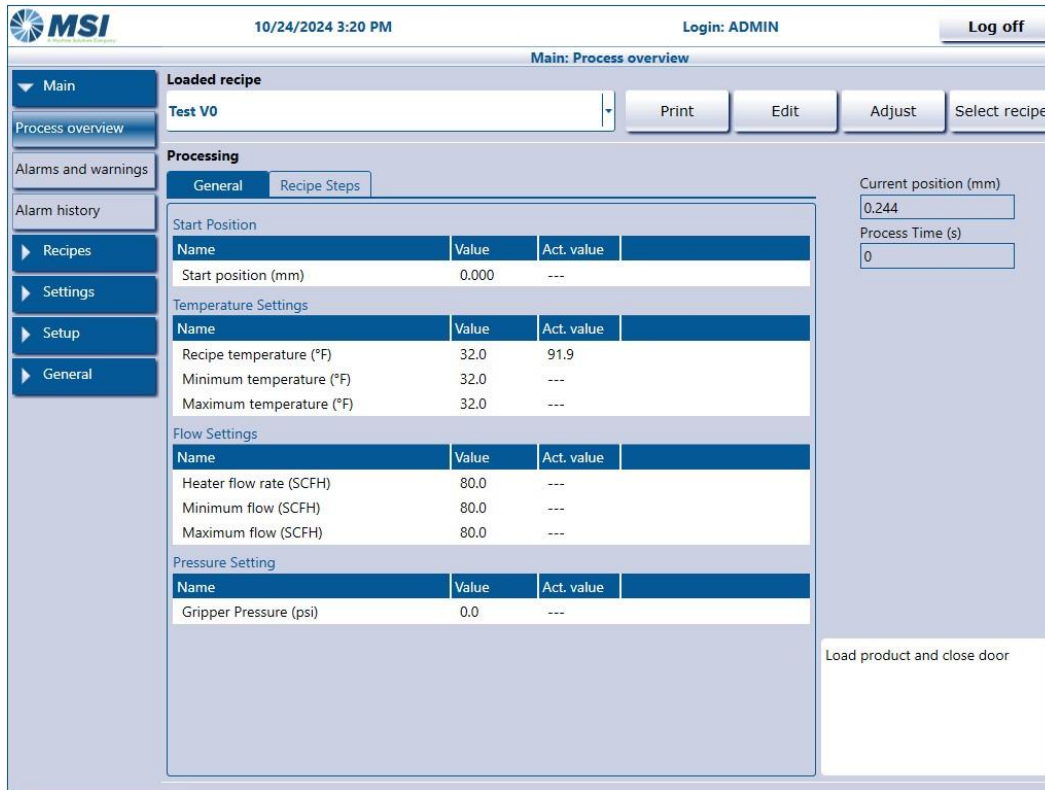 MSI
10/24/2024 3:20 PM
Login: ADMIN
Log off
Main: Process overview
Main
Process overview
Alarms and warnings
Alarm history
Recipes
Settings
Setup
General
Loaded recipe
Test V0
Print
Edit
Adjust
Select recipe
Processing
General Recipe Steps
Start Position
Name Value Act. value
Start position (mm) 0.000 ---
Temperature Settings
Name Value Act. value
Recipe temperature (°F) 32.0 91.9
Minimum temperature (°F) 32.0 ---
Maximum temperature (°F) 32.0 ---
Flow Settings
Name Value Act. value
Heater flow rate (SCFH) 80.0 ---
Minimum flow (SCFH) 80.0 ---
Maximum flow (SCFH) 80.0 ---
Pressure Setting
Name Value Act. value
Gripper Pressure (psi) 0.0 ---
Current position (mm)
0.244
Process Time (s)
0
Load product and close door